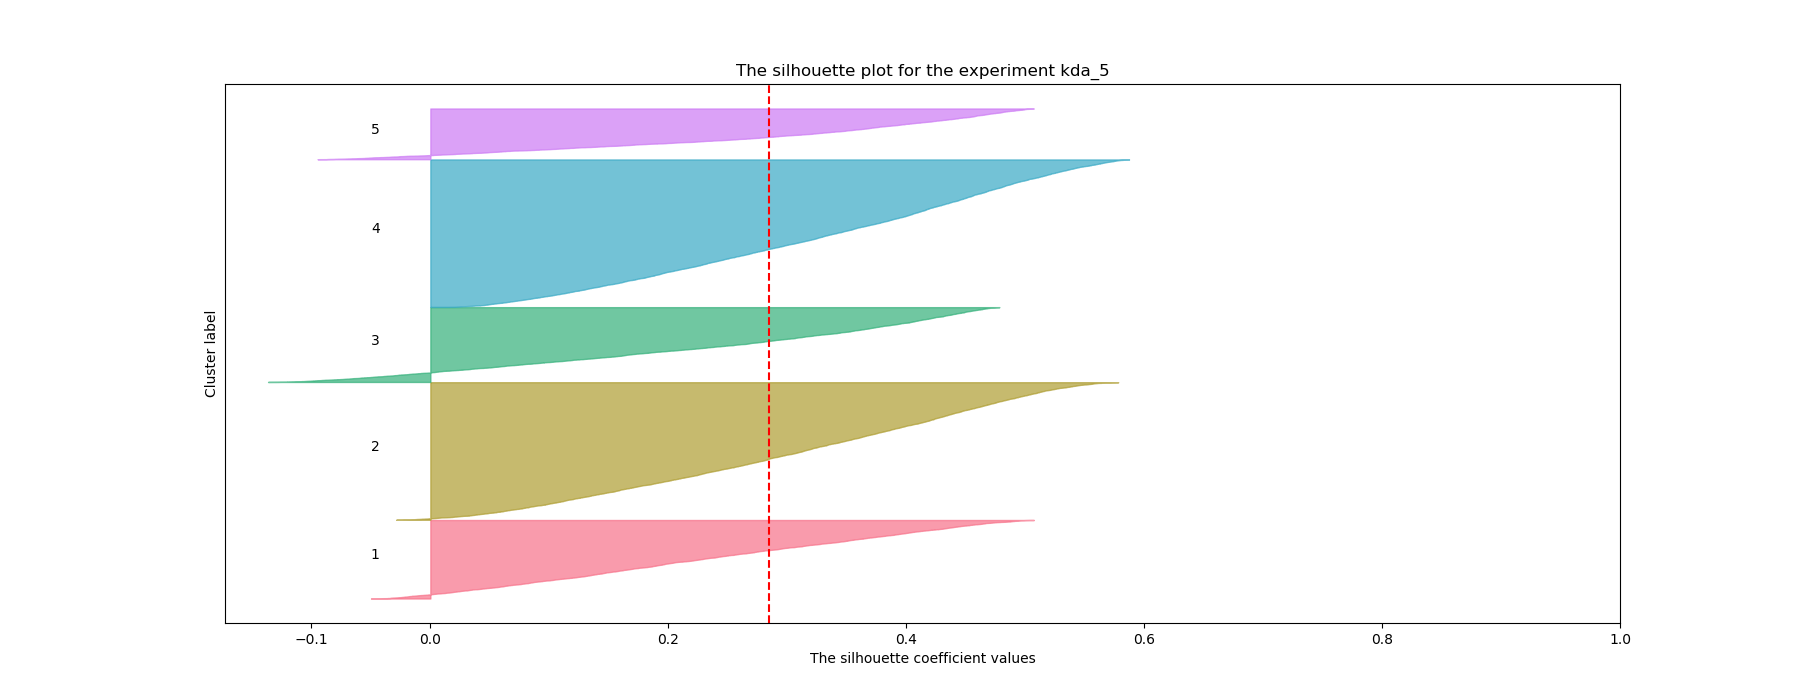 The silhouette plot for the experiment kda_5
Cluster label
5
4
3
2
1
−0.1 0.0 0.2 0.4 0.6 0.8 1.0
The silhouette coefficient values